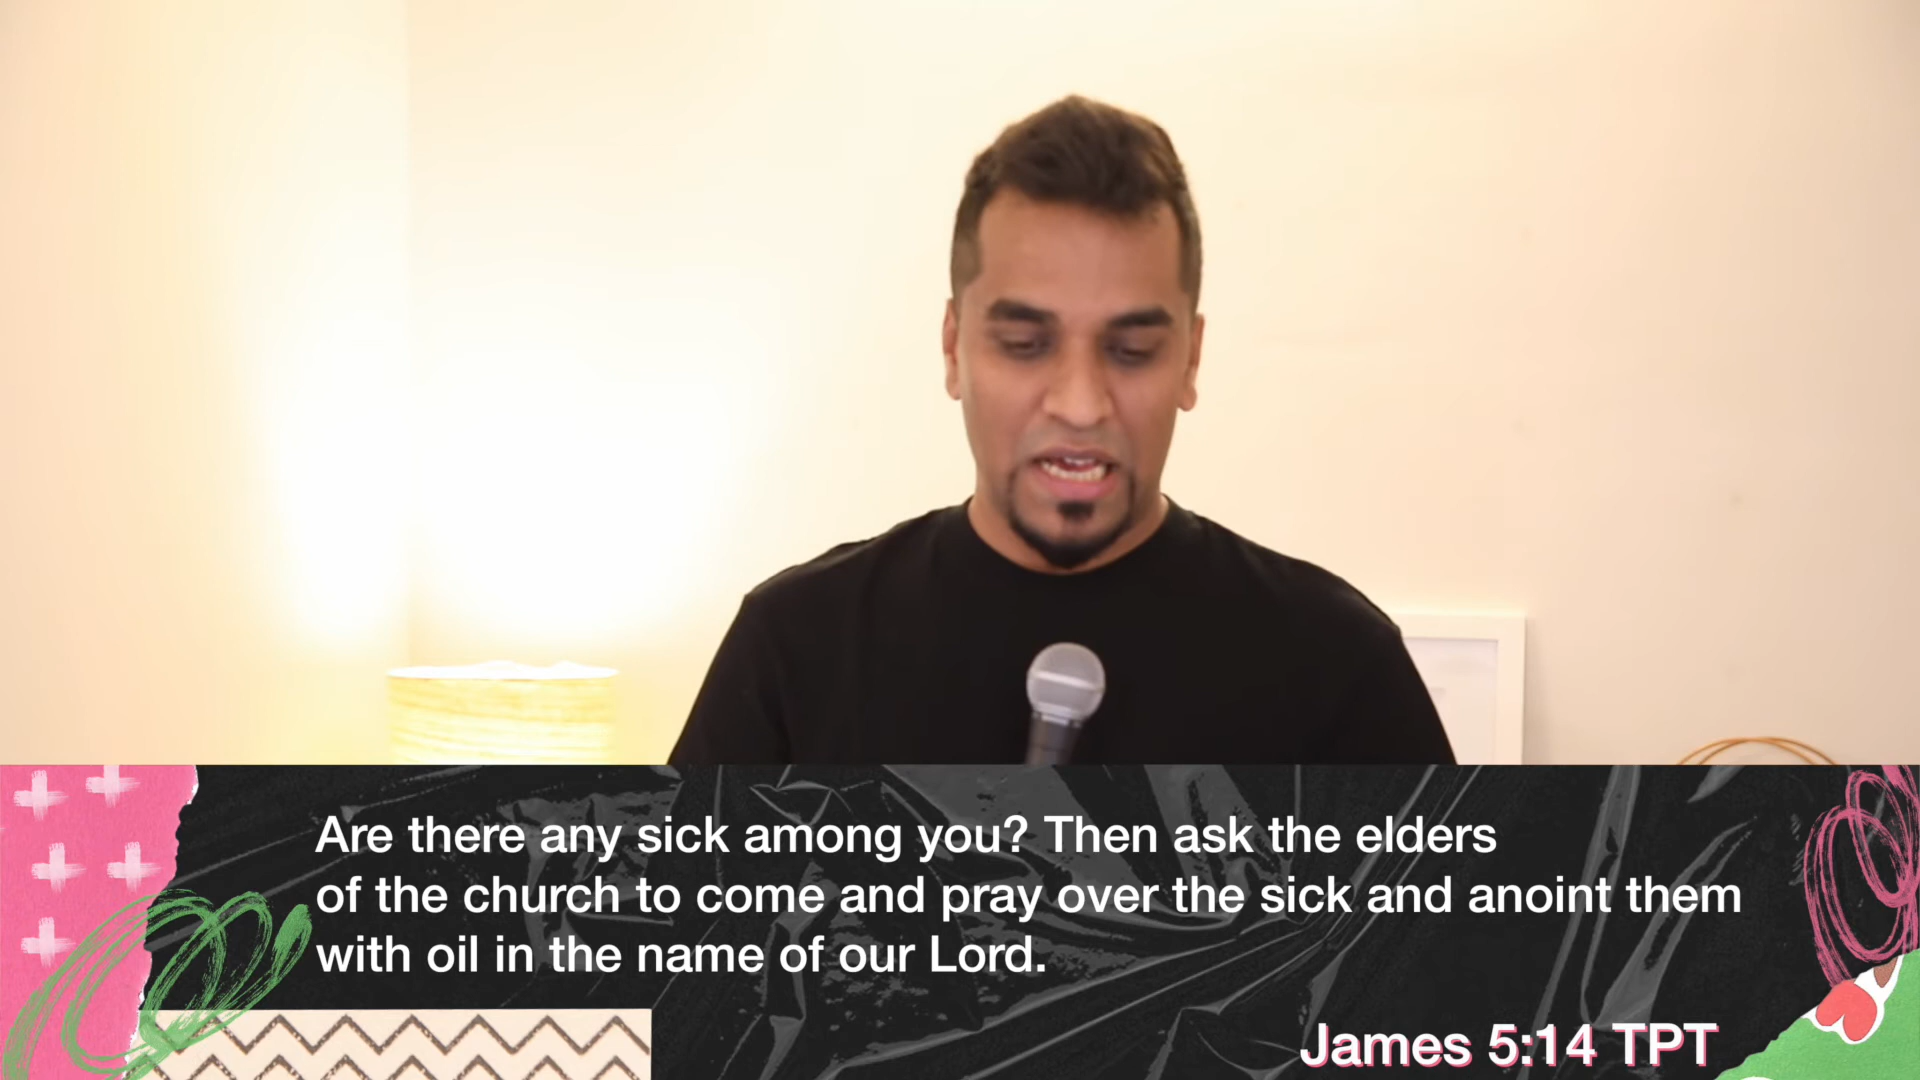 Are there any sick among you? Then ask the elders
of the church to come and pray over the sick and anoint them
with oil in the name of our Lord.
James 5:14 TPT